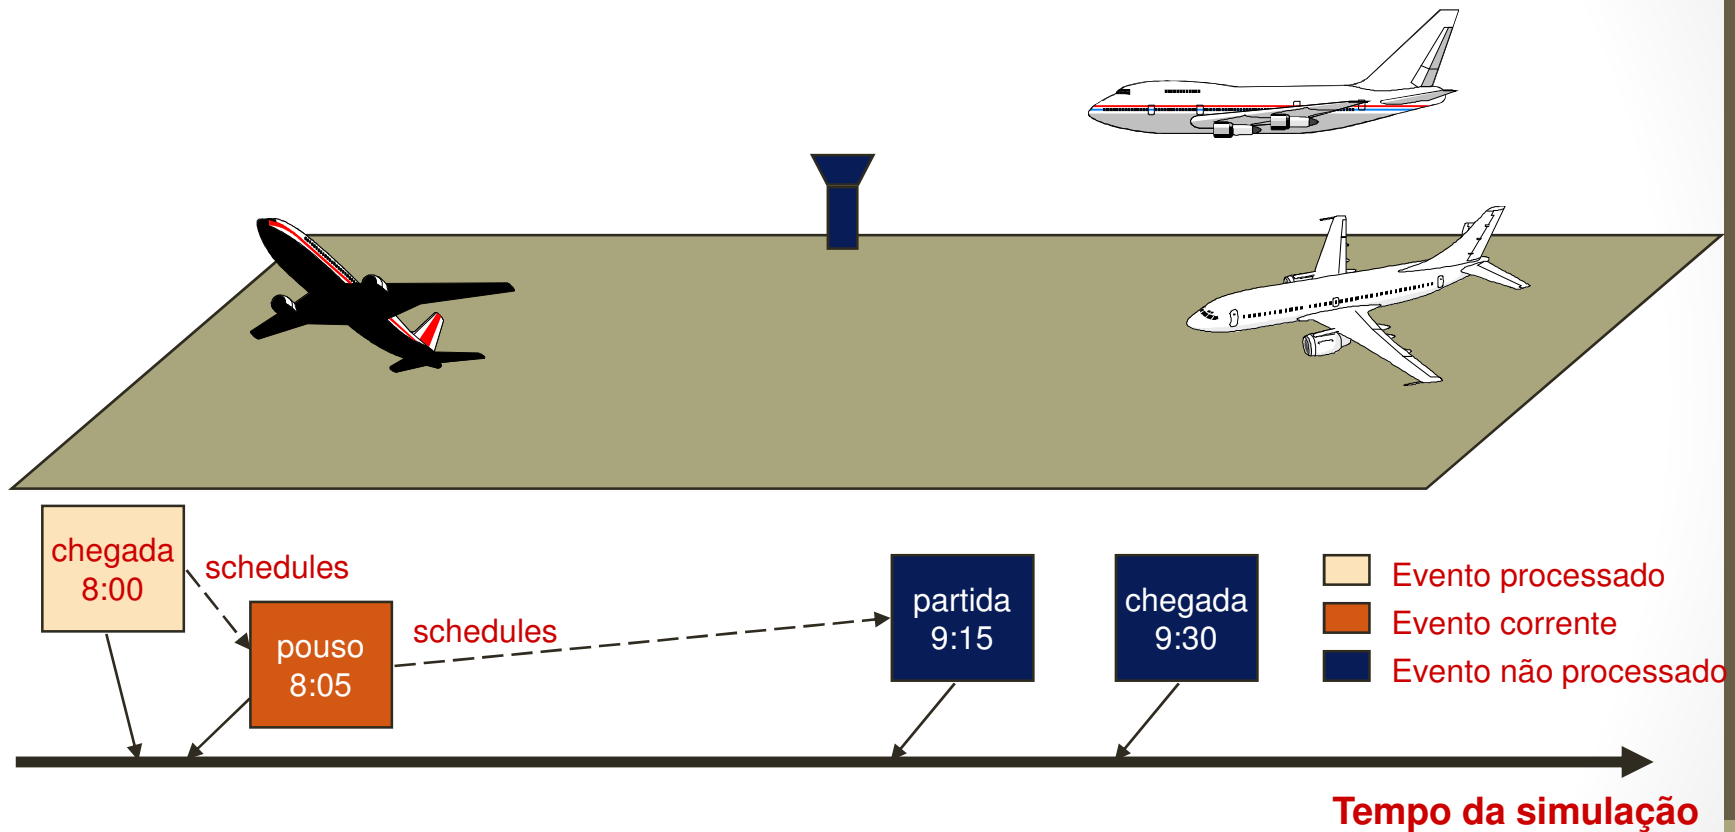 chegada
8:00
schedules
pouso
8:05
schedules
partida
9:15
chegada
9:30
Evento processado
Evento corrente
Evento não processado
Tempo da simulação